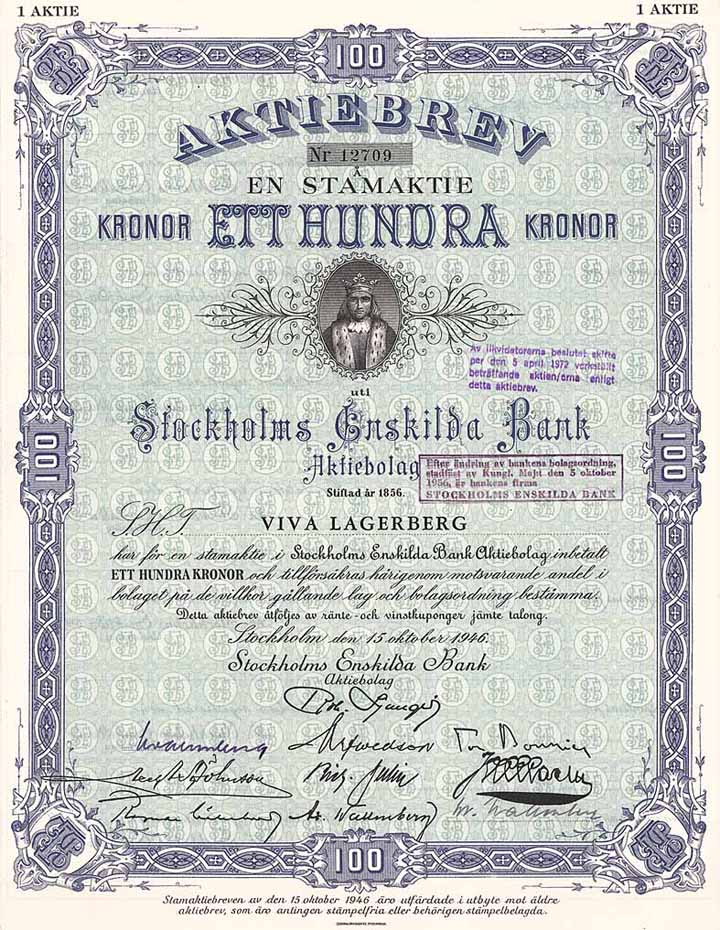 1 AKTIE
1 AKTIE
100
AKTIEBREV
Nr 12709
Å
EN STAMAKTIE
KRONOR ETT HUNDRA KRONOR
Av likvidatorerna beslutat skifte
per den 5 april 1972 verkställt
beträffande aktien/erna enligt
detta aktiebrev.
uti
Stockholms Enskilda Bank
Aktiebolag
Efter ändring av bankens bolagsordning,
stadfäst av Kungl. Majt den 5 oktober
1956, är bankens firma
STOCKHOLMS ENSKILDA BANK
Stiftad år 1856.
100
100
S.H.T. VIVA LAGERBERG
har för en stamaktie i Stockholms Enskilda Bank Aktiebolag inbetalt
ETT HUNDRA KRONOR och tillförsäkras härigenom motsvarande andel i
bolaget på de villkor gällande lag och bolagsordning bestämma.
Detta aktiebrev åtföljes av ränte- och vinstkuponger jämte talong.
Stockholm den 15 oktober 1946.
Stockholms Enskilda Bank
Aktiebolag
Tor Bonnier
M. Wallenberg
100
Stamaktiebreven av den 15 oktober 1946 äro utfärdade i utbyte mot äldre
aktiebrev, som äro antingen stämpelfria eller behörigen stämpelbelagda.